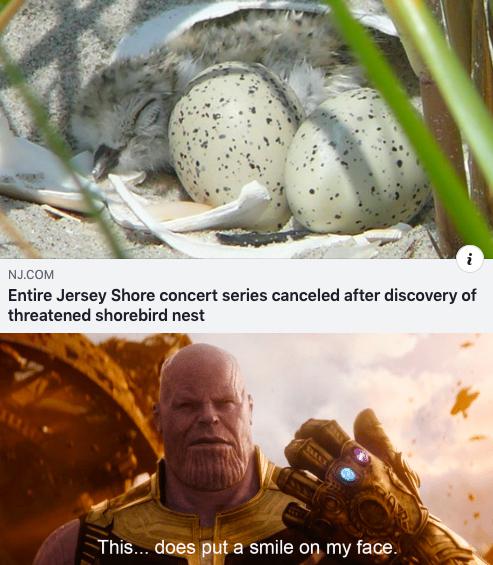 NJ.COM
i
Entire Jersey Shore concert series canceled after discovery of
threatened shorebird nest
This... does put a smile on my face.